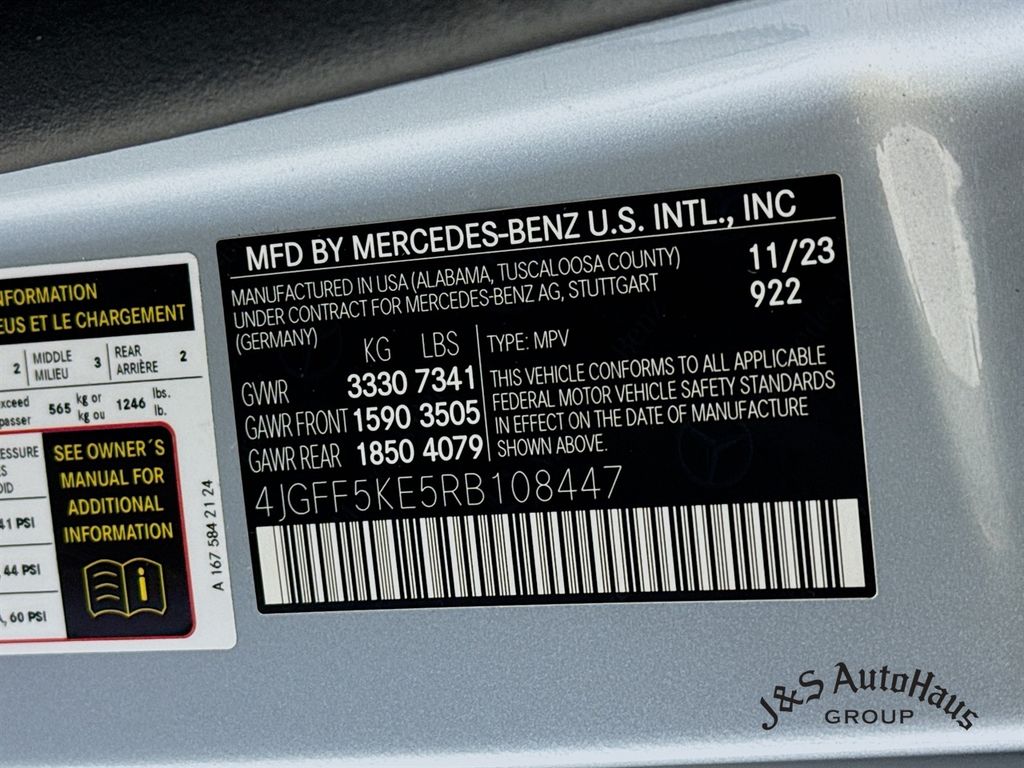 MFD BY MERCEDES-BENZ U.S. INTL., INC
MANUFACTURED IN USA (ALABAMA, TUSCALOOSA COUNTY)
UNDER CONTRACT FOR MERCEDES-BENZ AG, STUTTGART
(GERMANY)
11/23
922
KG LBS
GVWR 3330 7341
GAWR FRONT 1590 3505
GAWR REAR 1850 4079
TYPE: MPV
THIS VEHICLE CONFORMS TO ALL APPLICABLE
FEDERAL MOTOR VEHICLE SAFETY STANDARDS
IN EFFECT ON THE DATE OF MANUFACTURE
SHOWN ABOVE.
4JGFF5KE5RB108447
NFORMATION
EUS ET LE CHARGEMENT
2 MIDDLE MILIEU 3 REAR ARRIÈRE 2
xceed
passer
565 kg or kg ou 1246 lbs. lb.
ESSURE
41 PSI
44 PSI
60 PSI
SEE OWNER´S
MANUAL FOR
ADDITIONAL
INFORMATION
A 167 584 21 24
J&S AutoHaus
GROUP